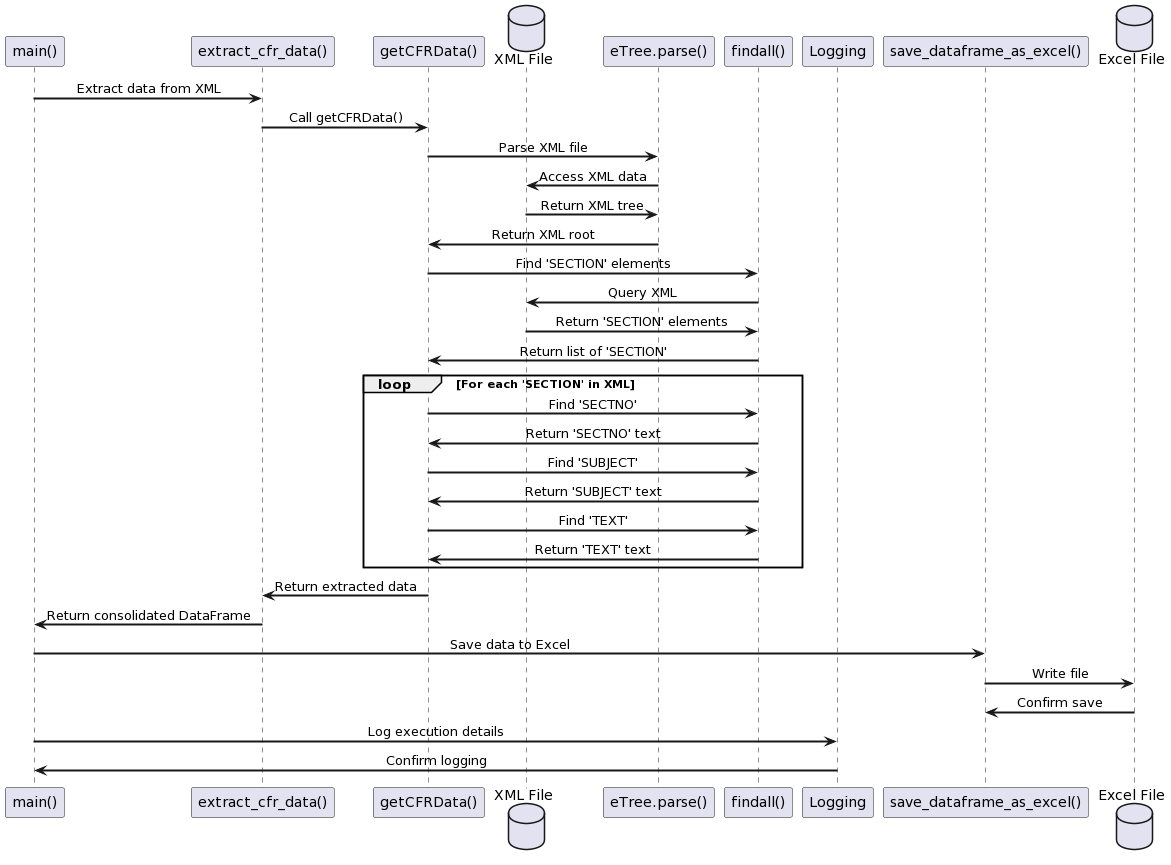 main()
extract_cfr_data()
getCFRData()
XML File
eTree.parse()
findall()
Logging
save_dataframe_as_excel()
Excel File
Extract data from XML
Call getCFRData()
Parse XML file
Access XML data
Return XML tree
Return XML root
Find 'SECTION' elements
Query XML
Return 'SECTION' elements
Return list of 'SECTION'
loop [For each 'SECTION' in XML]
Find 'SECTNO'
Return 'SECTNO' text
Find 'SUBJECT'
Return 'SUBJECT' text
Find 'TEXT'
Return 'TEXT' text
Return extracted data
Return consolidated DataFrame
Save data to Excel
Write file
Confirm save
Log execution details
Confirm logging
main()
extract_cfr_data()
getCFRData()
XML File
eTree.parse()
findall()
Logging
save_dataframe_as_excel()
Excel File